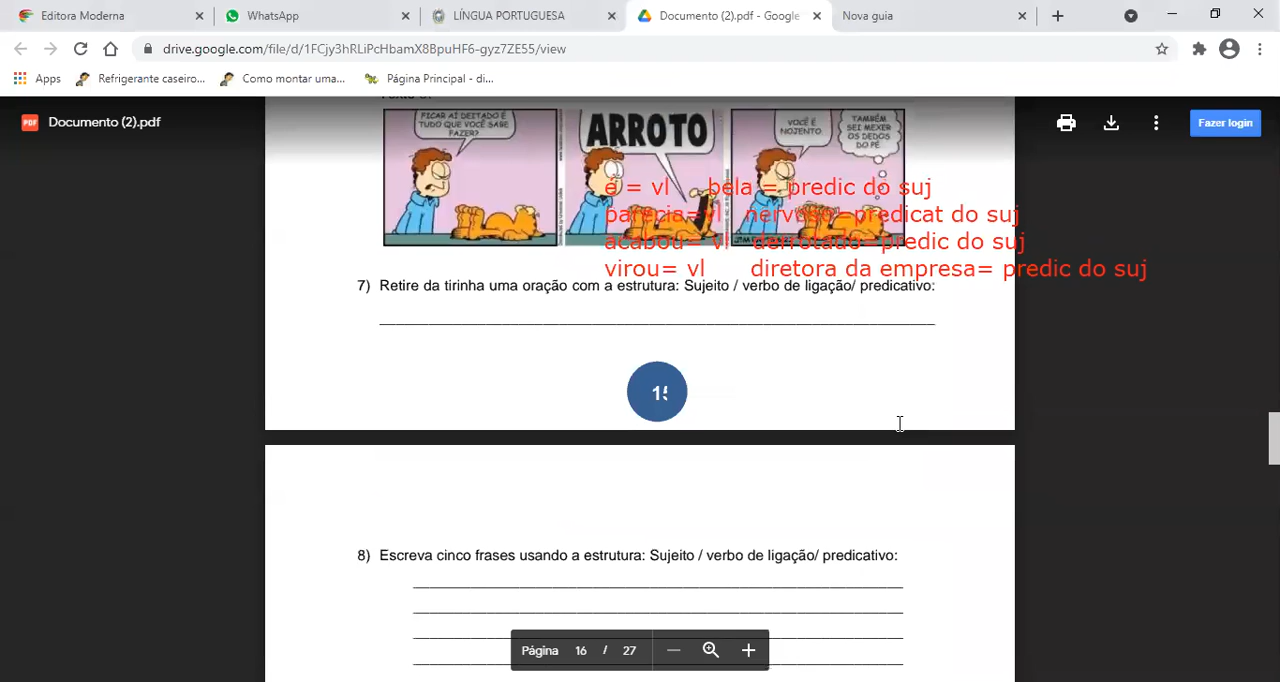 Editora Moderna
WhatsApp
LÍNGUA PORTUGUESA
Documento (2).pdf - Google
Nova guia
drive.google.com/file/d/1FCjy3hRLiPcHbamX8BpuHF6-gyz7ZE55/view
Apps
Refrigerante caseiro...
Como montar uma...
Página Principal - di...
PDF
Documento (2).pdf
Fazer login
FICAR AÍ DEITADO É
TUDO QUE VOCÊ SABE
FAZER?
ARROTO
VOCÊ É
NOJENTO
TAMBÉM
SEI MEXER
OS DEDOS
DO PÉ
é = vl bela = predic do suj
parecia=vl nervoso=predicat do suj
acabou= vl derrotado=predic do suj
virou= vl diretora da empresa= predic do suj
7) Retire da tirinha uma oração com a estrutura: Sujeito / verbo de ligação/ predicativo:
15
8) Escreva cinco frases usando a estrutura: Sujeito / verbo de ligação/ predicativo:
Página 16 / 27